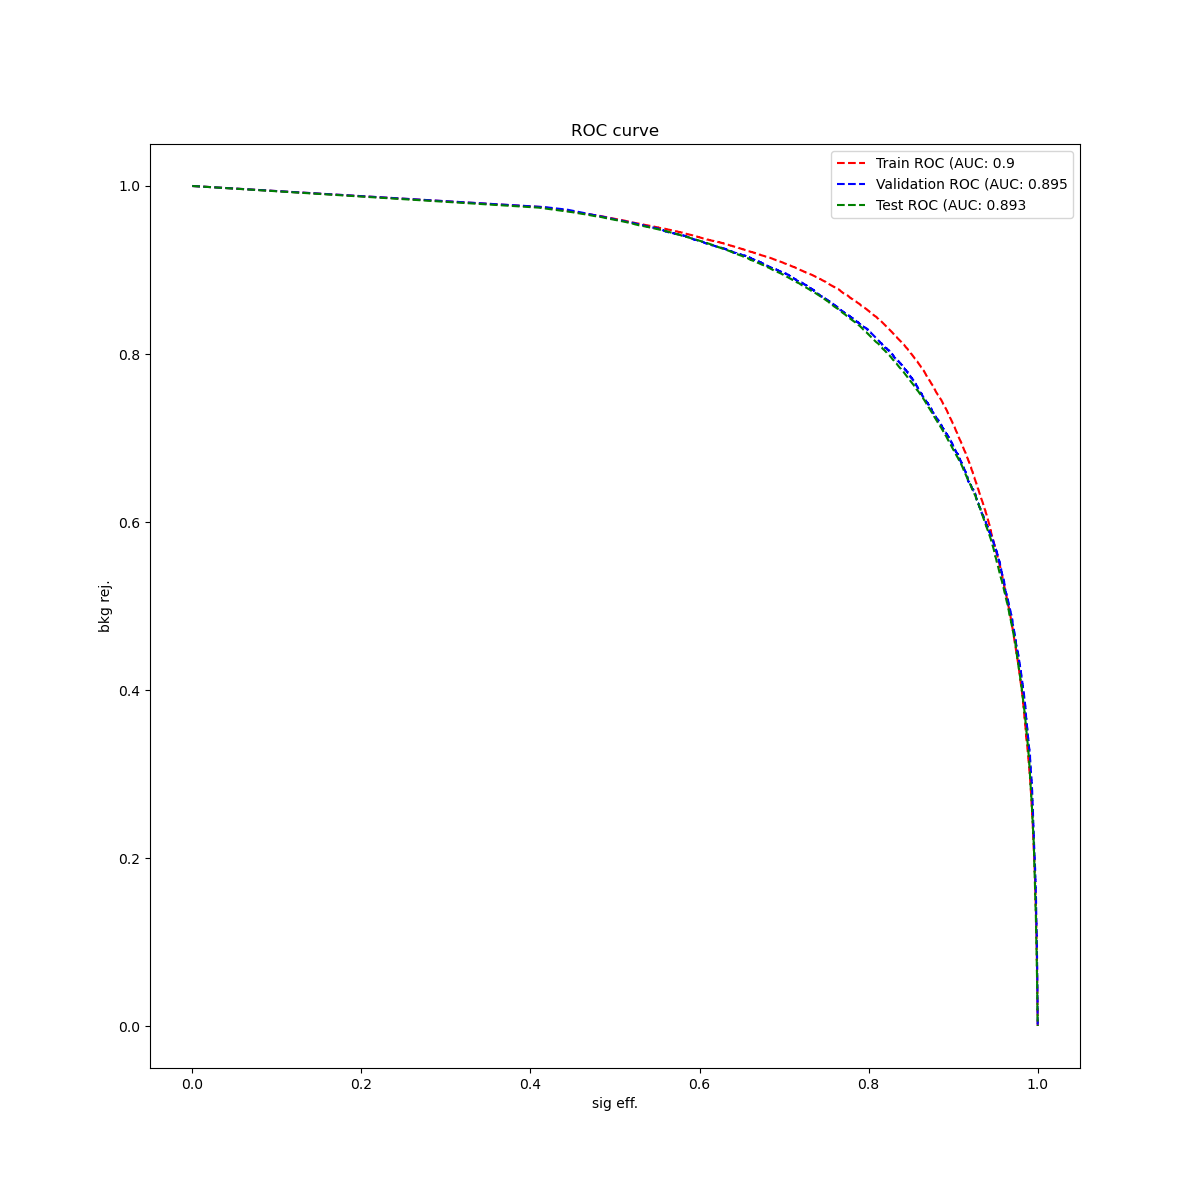 ROC curve
Train ROC (AUC: 0.9
Validation ROC (AUC: 0.895
Test ROC (AUC: 0.893
1.0
0.8
0.6
0.4
0.2
0.0
bkg rej.
0.0 0.2 0.4 0.6 0.8 1.0
sig eff.